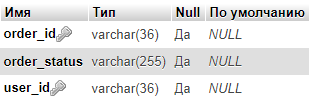 Имя Тип Null По умолчанию
order_id varchar(36) Да NULL
order_status varchar(255) Да NULL
user_id varchar(36) Да NULL